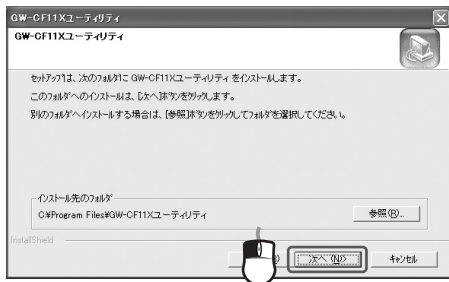 GW-CF11Xユーティリティ
GW-CF11Xユーティリティ
セットアップは、次のフォルダに GW-CF11Xユーティリティ をインストールします。
このフォルダへのインストールは、[次へ]ボタンをクリックします。
別のフォルダへインストールする場合は、[参照]ボタンをクリックしてフォルダを選択してください。
インストール先のフォルダ
C:¥Program Files¥GW-CF11Xユーティリティ
参照(R)...
InstallShield
次へ(N)>
キャンセル